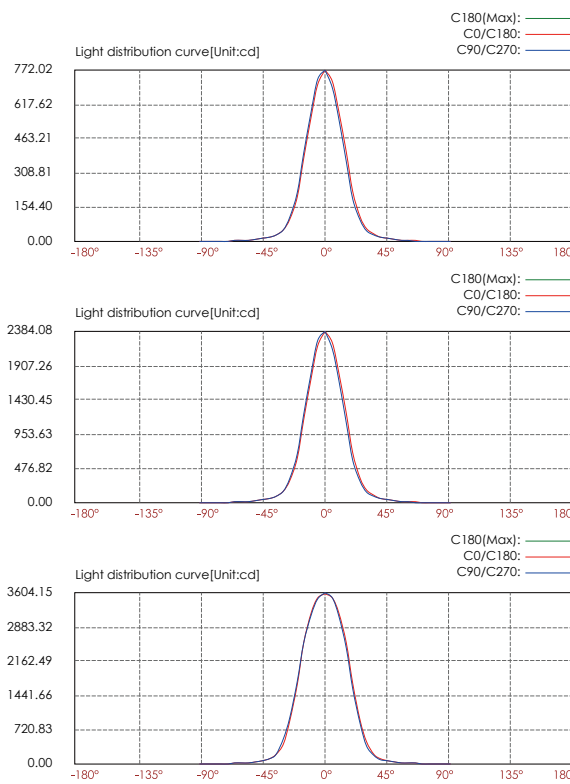 C180(Max):
C0/C180:
Light distribution curve[Unit:cd] C90/C270:
772.02
617.62
463.21
308.81
154.40
0.00
-180° -135° -90° -45° 0° 45° 90° 135° 180
C180(Max):
C0/C180:
Light distribution curve[Unit:cd] C90/C270:
2384.08
1907.26
1430.45
953.63
476.82
0.00
-180° -135° -90° -45° 0° 45° 90° 135° 180
C180(Max):
C0/C180:
Light distribution curve[Unit:cd] C90/C270:
3604.15
2883.32
2162.49
1441.66
720.83
0.00
-180° -135° -90° -45° 0° 45° 90° 135° 180